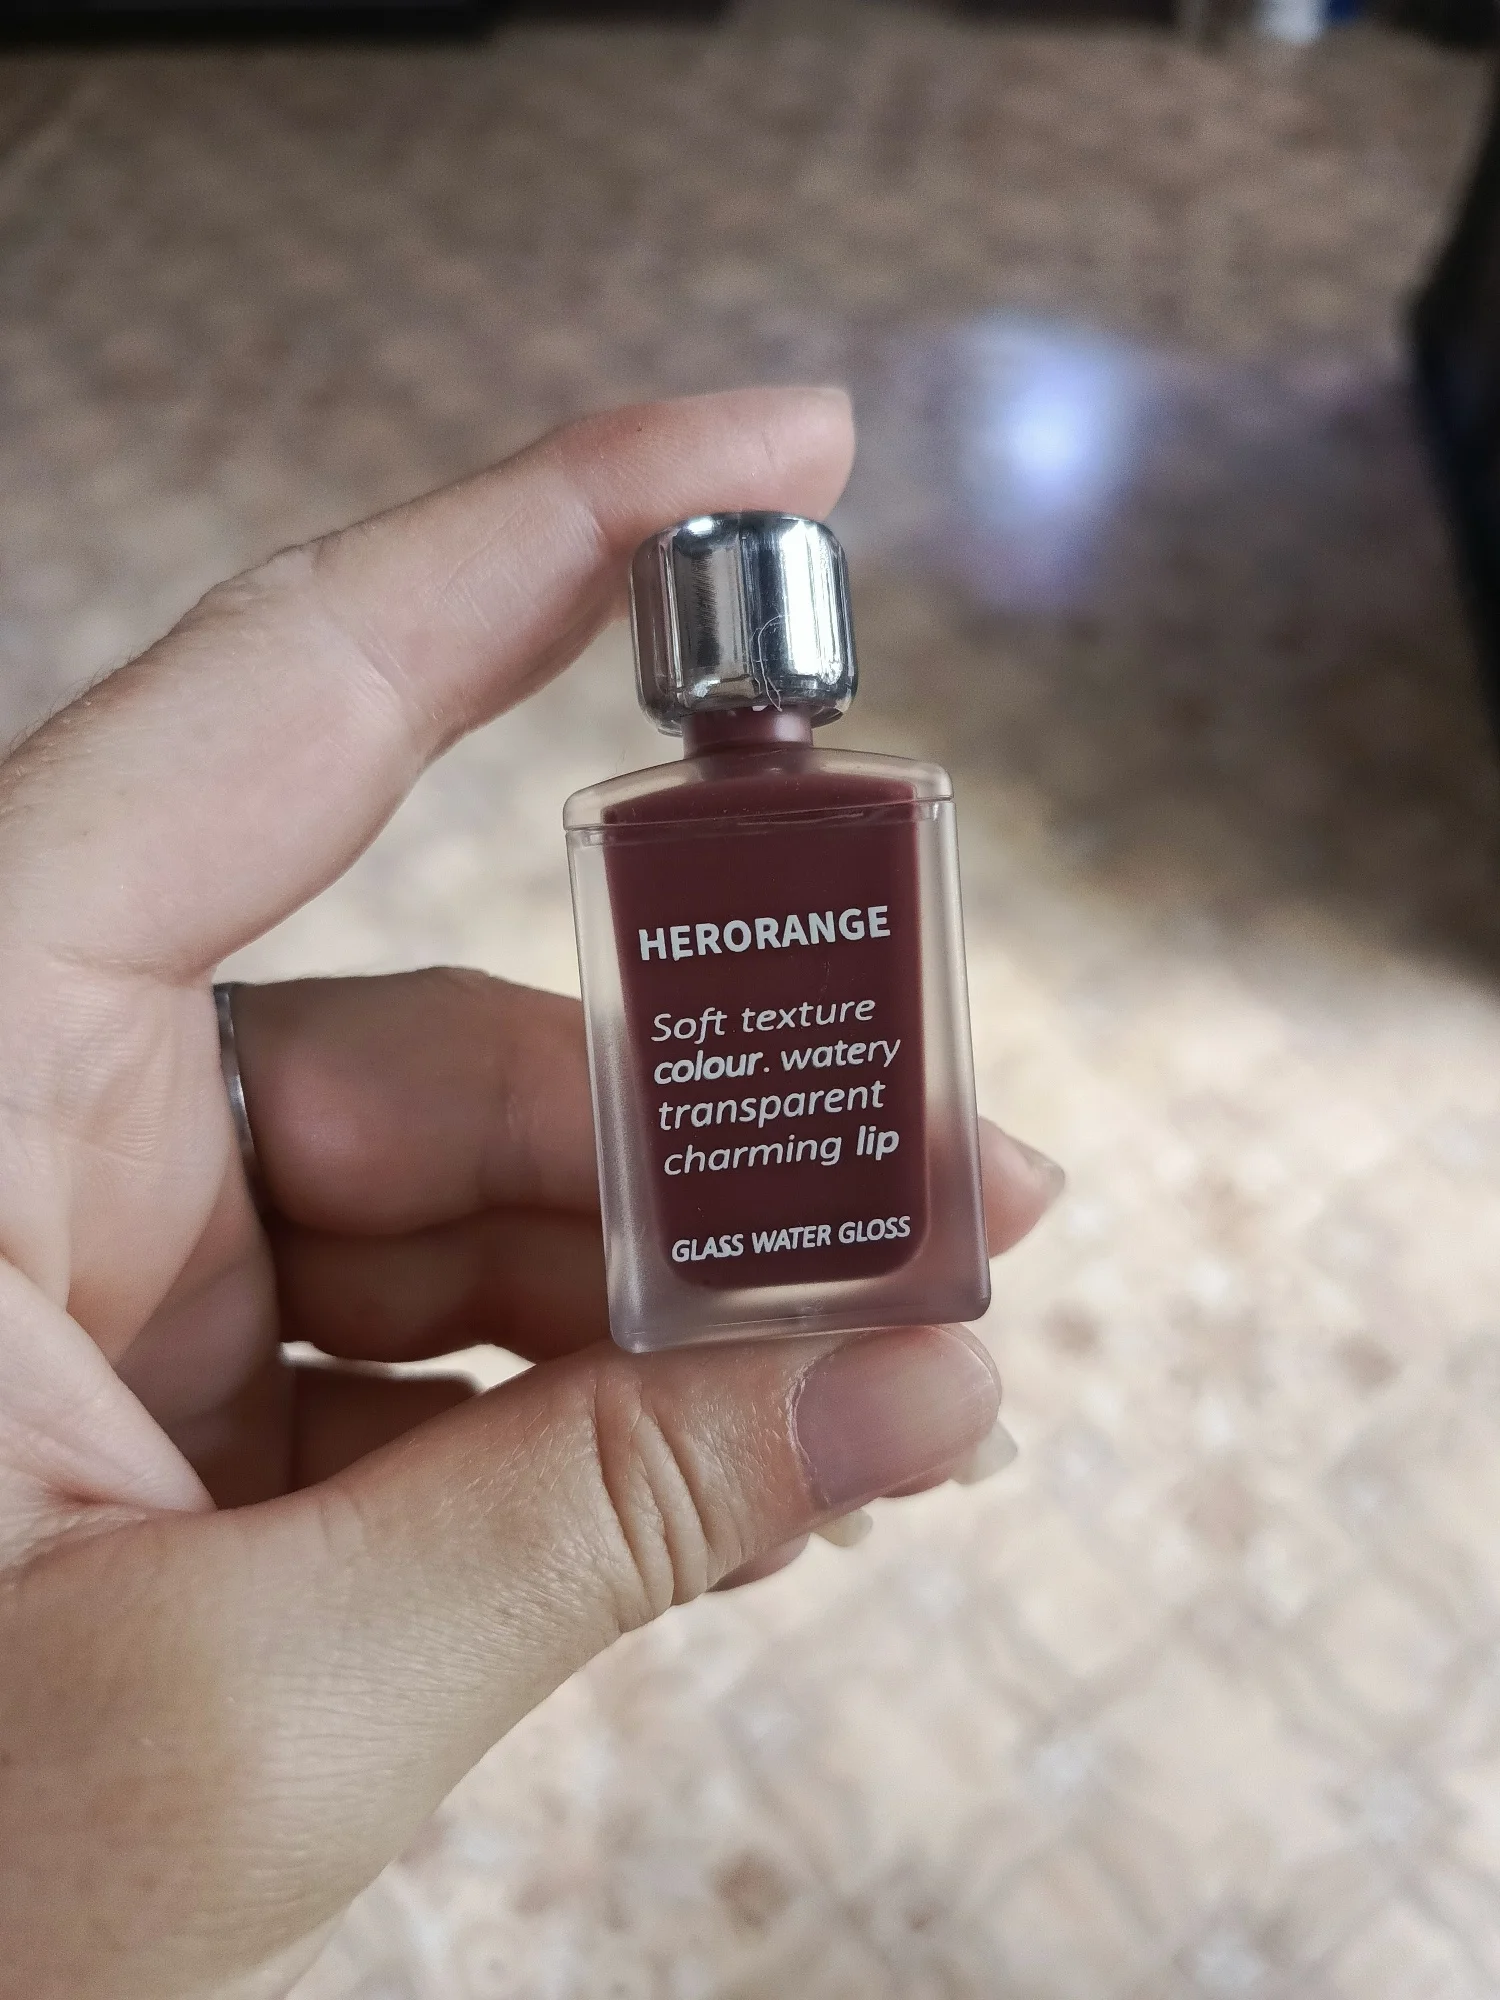 HERORANGE
Soft texture
colour. watery
transparent
charming lip
GLASS WATER GLOSS